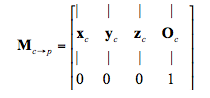 | | | |
M_{c→p} = x_c y_c z_c O_c
| | | |
0 0 0 1